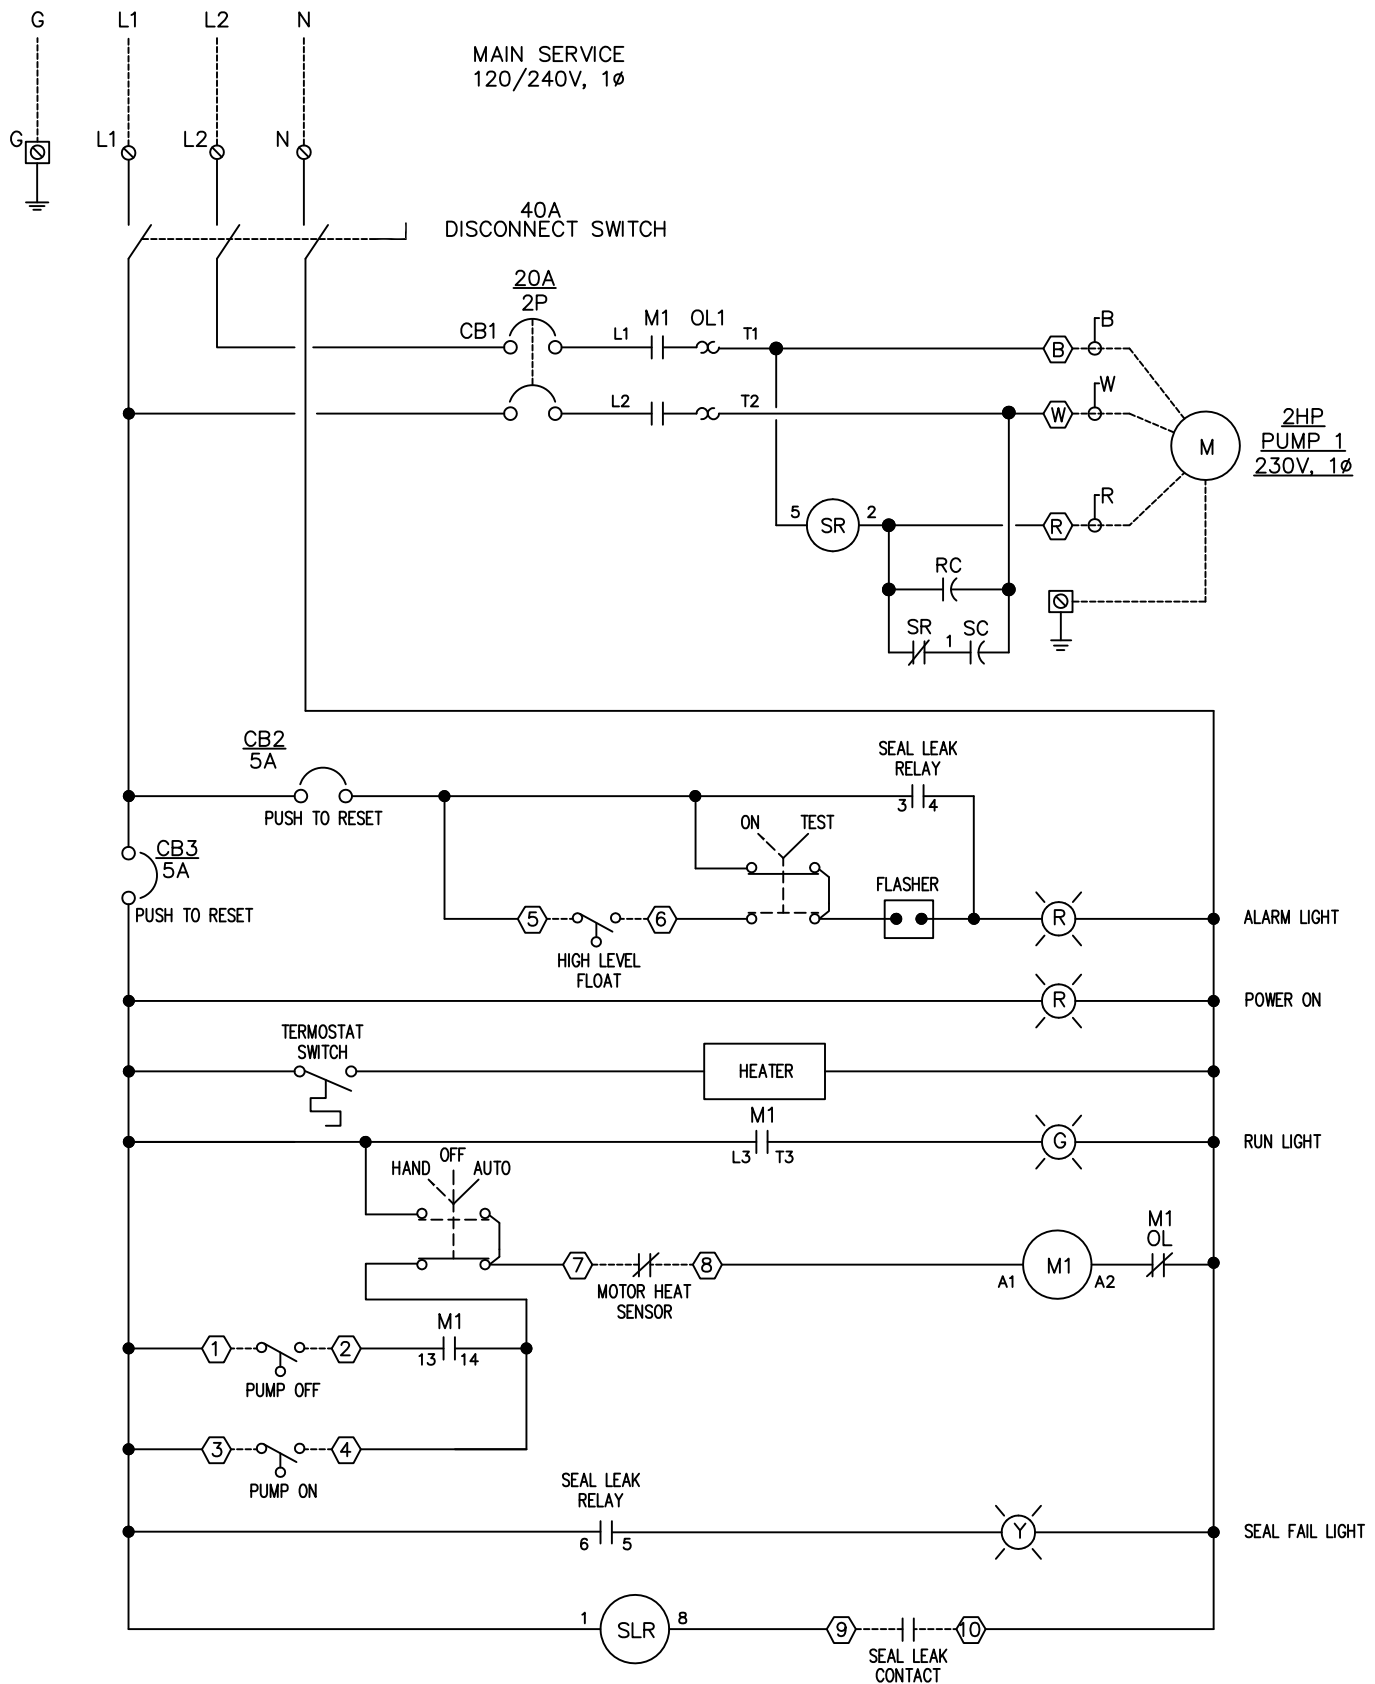 G
L1
L2
N
MAIN SERVICE
120/240V, 1ø
G
L1
L2
N
40A
DISCONNECT SWITCH
20A
2P
CB1
L1
M1
OL1
T1
B
B
L2
T2
W
W
M
2HP
PUMP 1
230V, 1ø
5
SR
2
R
R
RC
SR
1
SC
CB2
5A
PUSH TO RESET
SEAL LEAK
RELAY
3
4
ON
TEST
CB3
5A
PUSH TO RESET
FLASHER
5
6
HIGH LEVEL
FLOAT
R
ALARM LIGHT
R
POWER ON
TERMOSTAT
SWITCH
HEATER
M1
L3
T3
G
RUN LIGHT
HAND
OFF
AUTO
7
8
MOTOR HEAT
SENSOR
A1
M1
A2
M1
OL
1
2
PUMP OFF
M1
13
14
3
4
PUMP ON
SEAL LEAK
RELAY
6
5
Y
SEAL FAIL LIGHT
1
SLR
8
9
10
SEAL LEAK
CONTACT